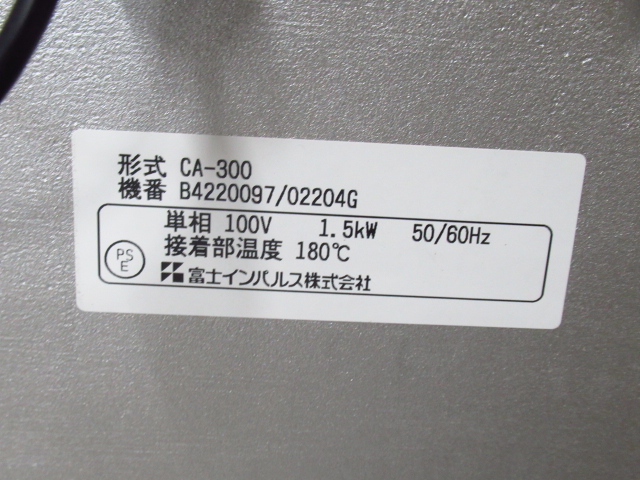 形式 CA-300
機番 B4220097/02204G
単相 100V 1.5kW 50/60Hz
接着部温度 180℃
PS
E
富士インパルス株式会社